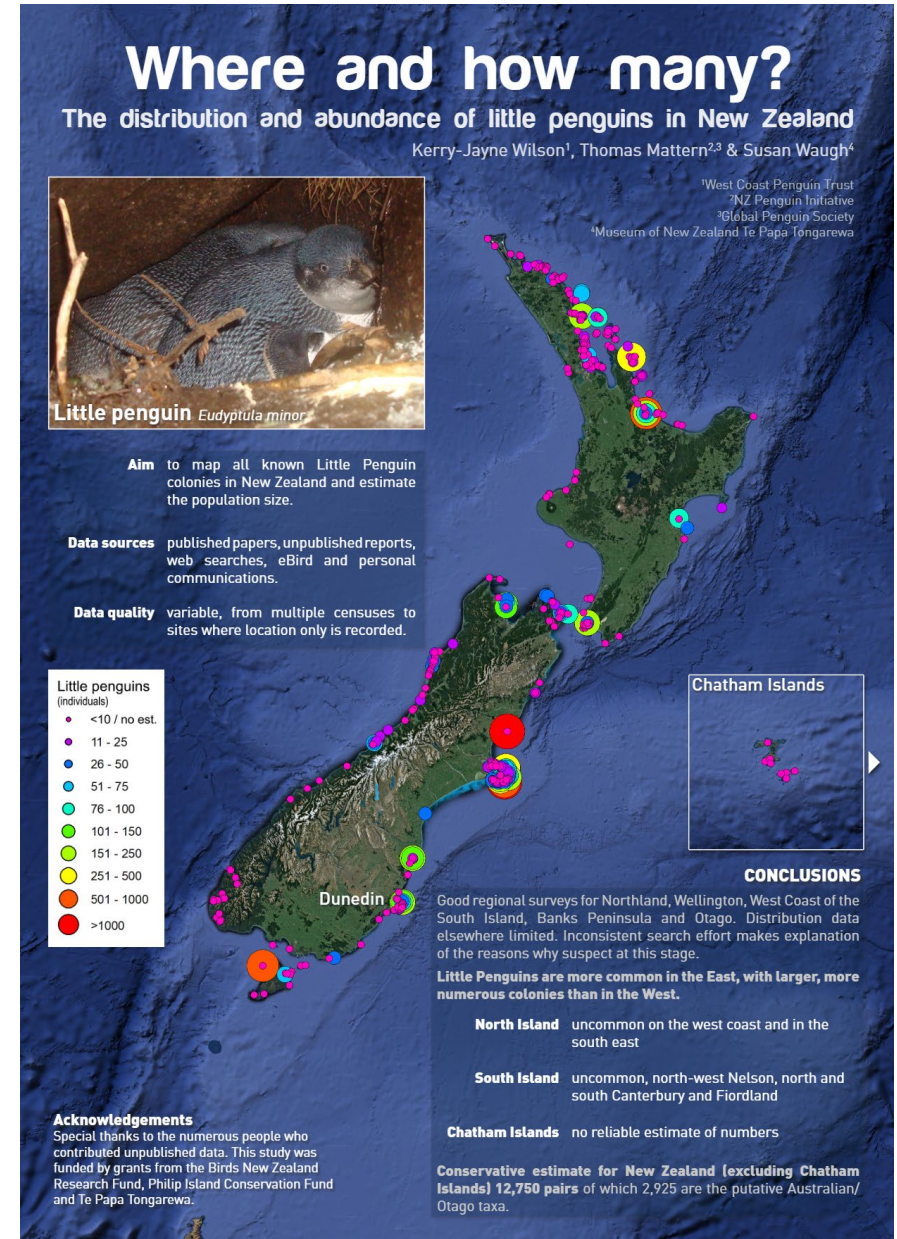 Where and how many?
The distribution and abundance of little penguins in New Zealand
Kerry-Jayne Wilson¹, Thomas Mattern²,³ & Susan Waugh⁴
¹West Coast Penguin Trust
²NZ Penguin Initiative
³Global Penguin Society
⁴Museum of New Zealand Te Papa Tongarewa
Little penguin Eudyptula minor
Aim to map all known Little Penguin
colonies in New Zealand and estimate
the population size.
Data sources published papers, unpublished reports,
web searches, eBird and personal
communications.
Data quality variable, from multiple censuses to
sites where location only is recorded.
Little penguins
(individuals)
<10 / no est.
11 - 25
26 - 50
51 - 75
76 - 100
101 - 150
151 - 250
251 - 500
501 - 1000
>1000
Dunedin
Chatham Islands
CONCLUSIONS
Good regional surveys for Northland, Wellington, West Coast of the
South Island, Banks Peninsula and Otago. Distribution data
elsewhere limited. Inconsistent search effort makes explanation
of the reasons why suspect at this stage.
Little Penguins are more common in the East, with larger, more
numerous colonies than in the West.
North Island uncommon on the west coast and in the
south east
South Island uncommon, north-west Nelson, north and
south Canterbury and Fiordland
Chatham Islands no reliable estimate of numbers
Conservative estimate for New Zealand (excluding Chatham
Islands) 12,750 pairs of which 2,925 are the putative Australian/
Otago taxa.
Acknowledgements
Special thanks to the numerous people who
contributed unpublished data. This study was
funded by grants from the Birds New Zealand
Research Fund, Philip Island Conservation Fund
and Te Papa Tongarewa.